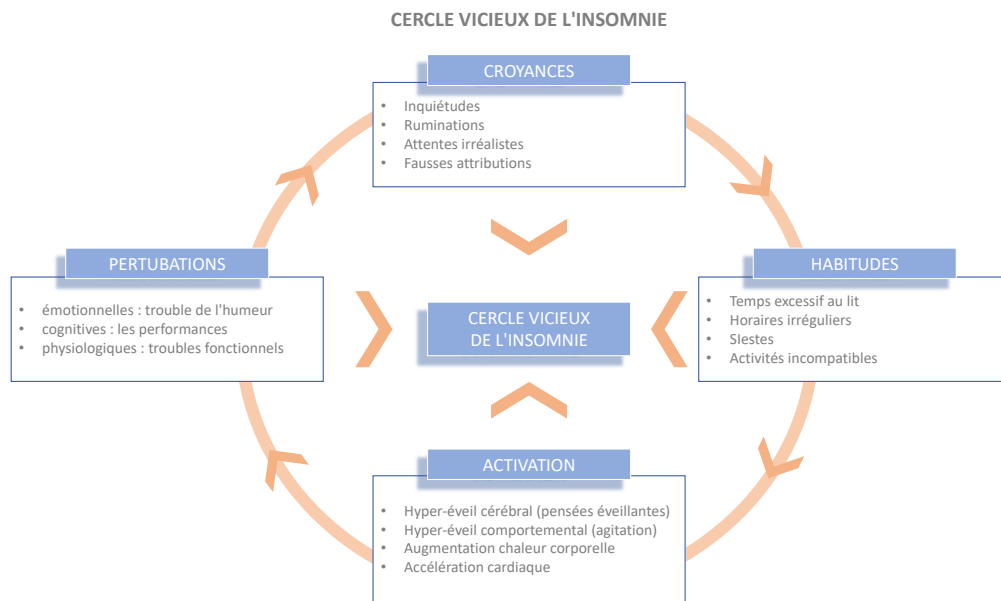 CERCLE VICIEUX DE L'INSOMNIE
CROYANCES
• Inquiétudes
• Ruminations
• Attentes irréalistes
• Fausses attributions
PERTUBATIONS
• émotionnelles : trouble de l'humeur
• cognitives : les performances
• physiologiques : troubles fonctionnels
CERCLE VICIEUX
DE L'INSOMNIE
HABITUDES
• Temps excessif au lit
• Horaires irréguliers
• SIestes
• Activités incompatibles
ACTIVATION
• Hyper-éveil cérébral (pensées éveillantes)
• Hyper-éveil comportemental (agitation)
• Augmentation chaleur corporelle
• Accélération cardiaque